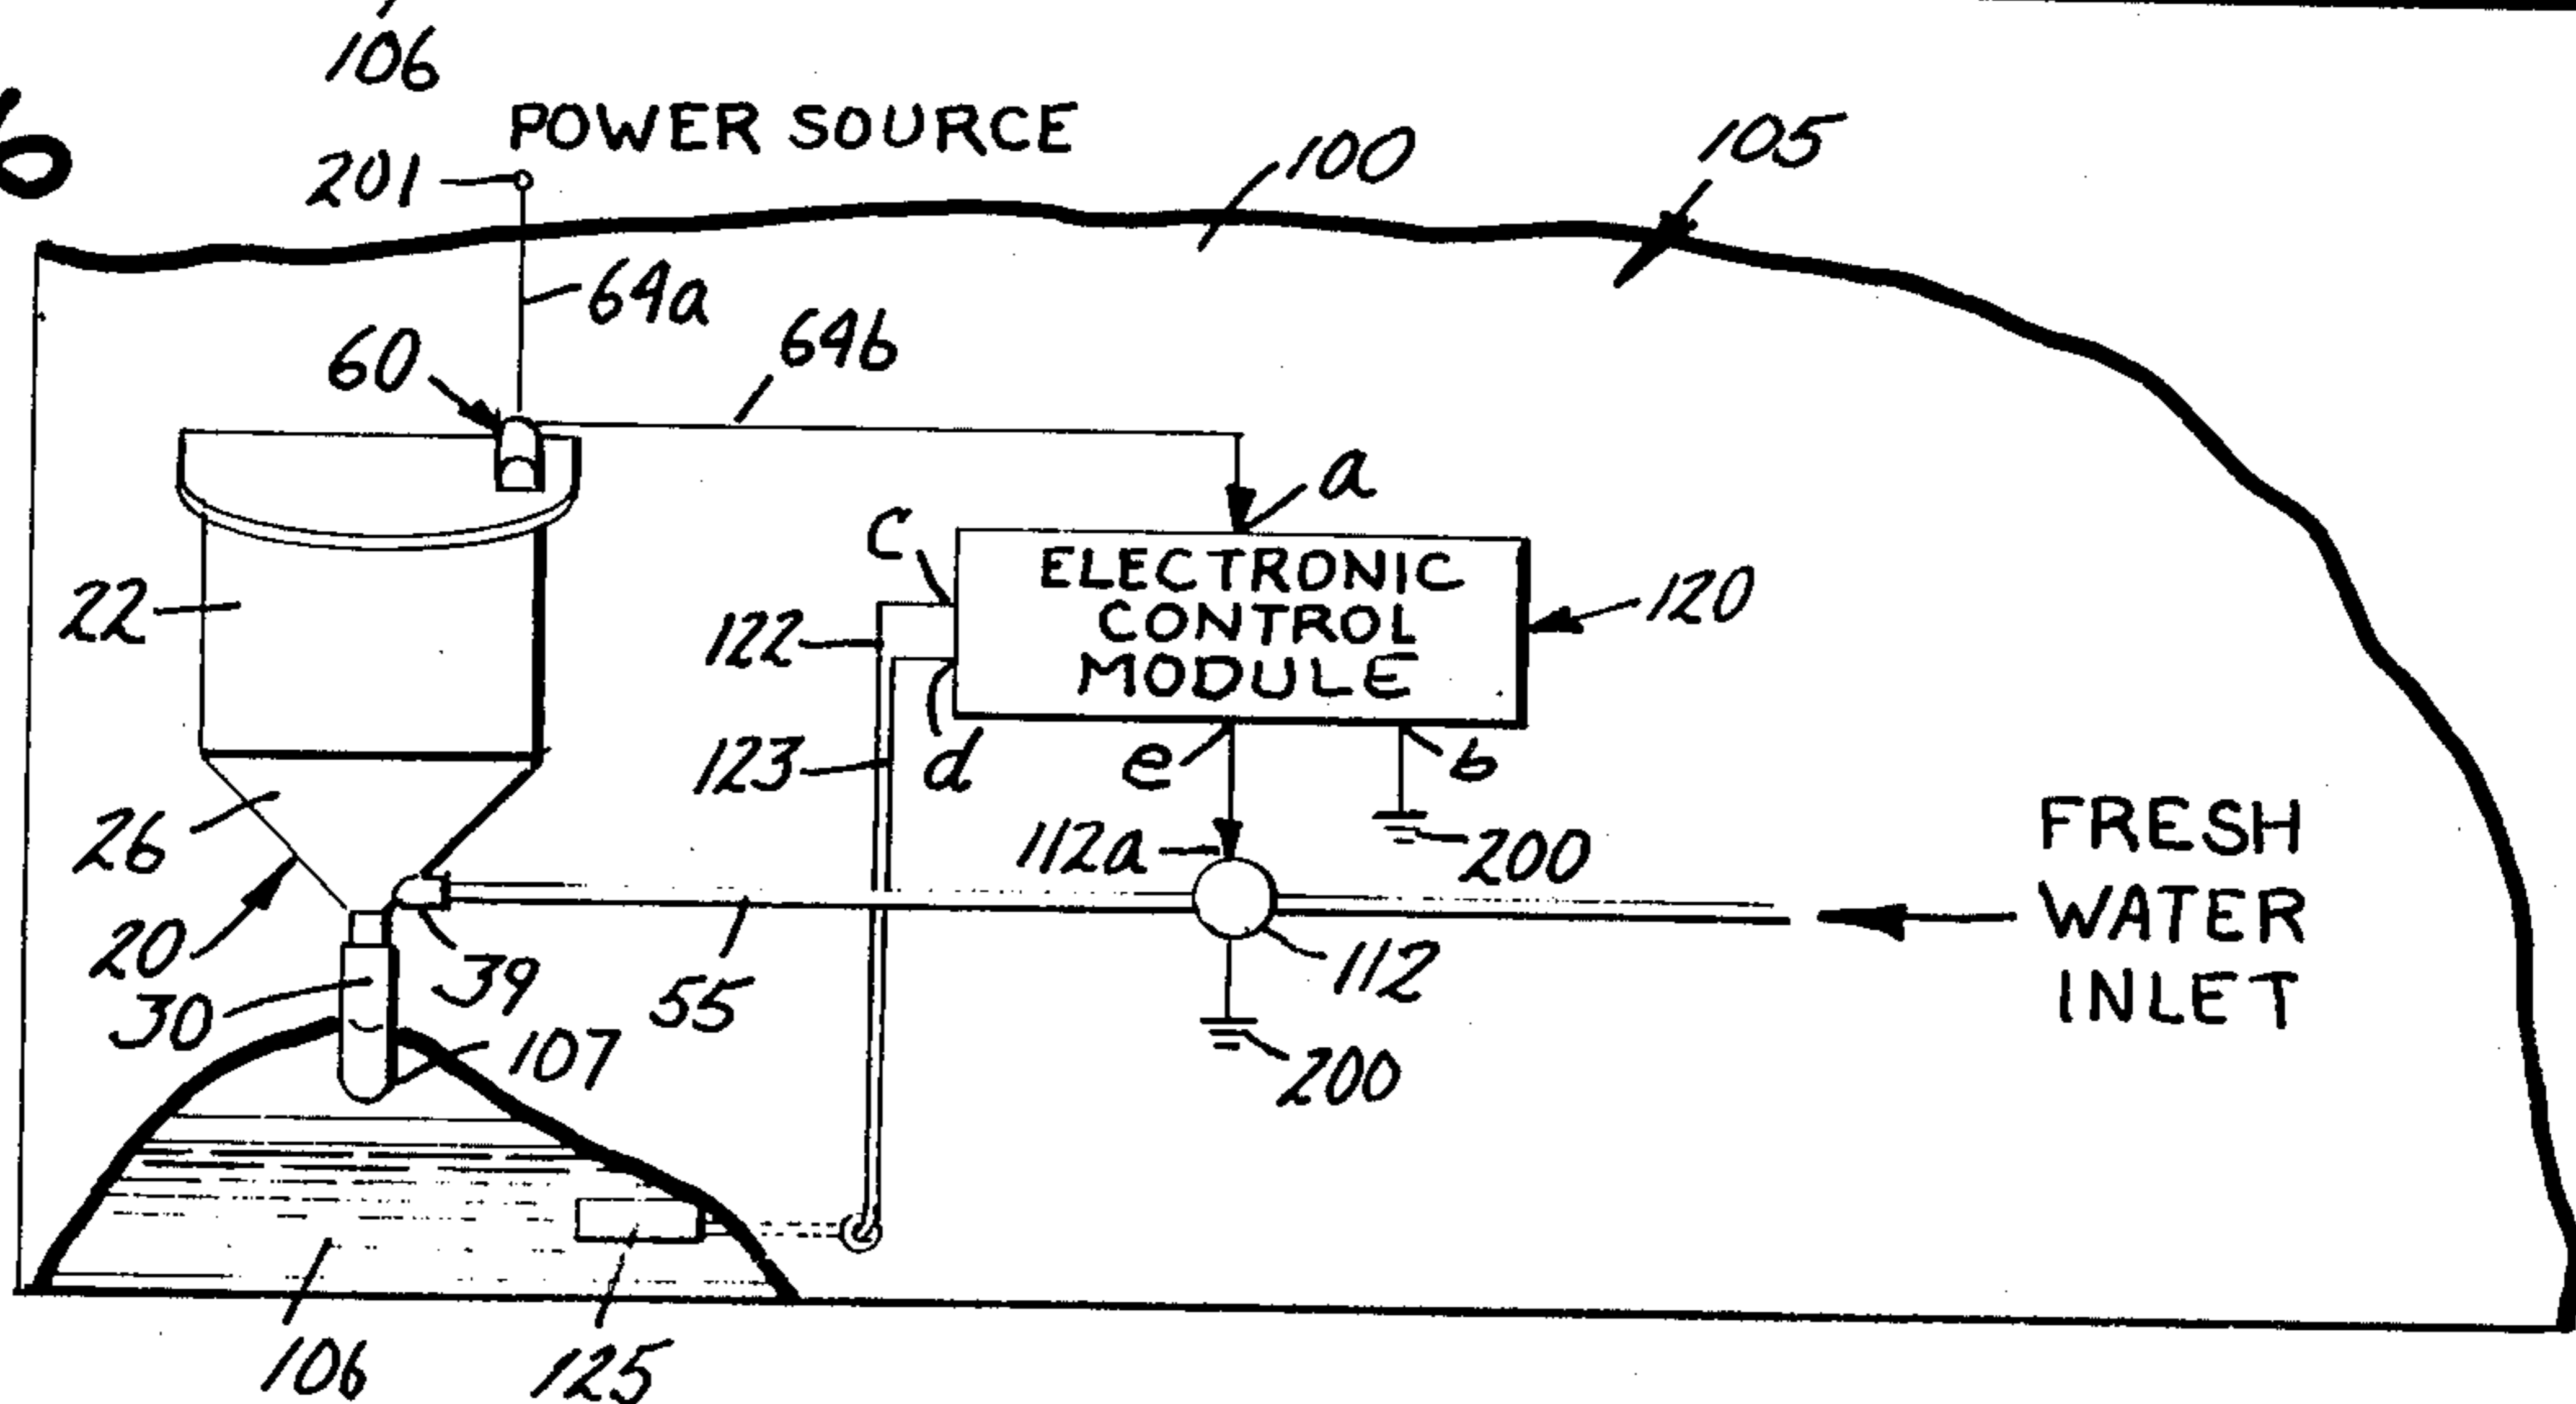 106
6
POWER SOURCE
201
100
105
64a
64b
60
a
c
ELECTRONIC
CONTROL
MODULE
120
22
122
123
d
e
b
26
112a
200
FRESH
WATER
INLET
20
39
55
112
30
107
200
106
125